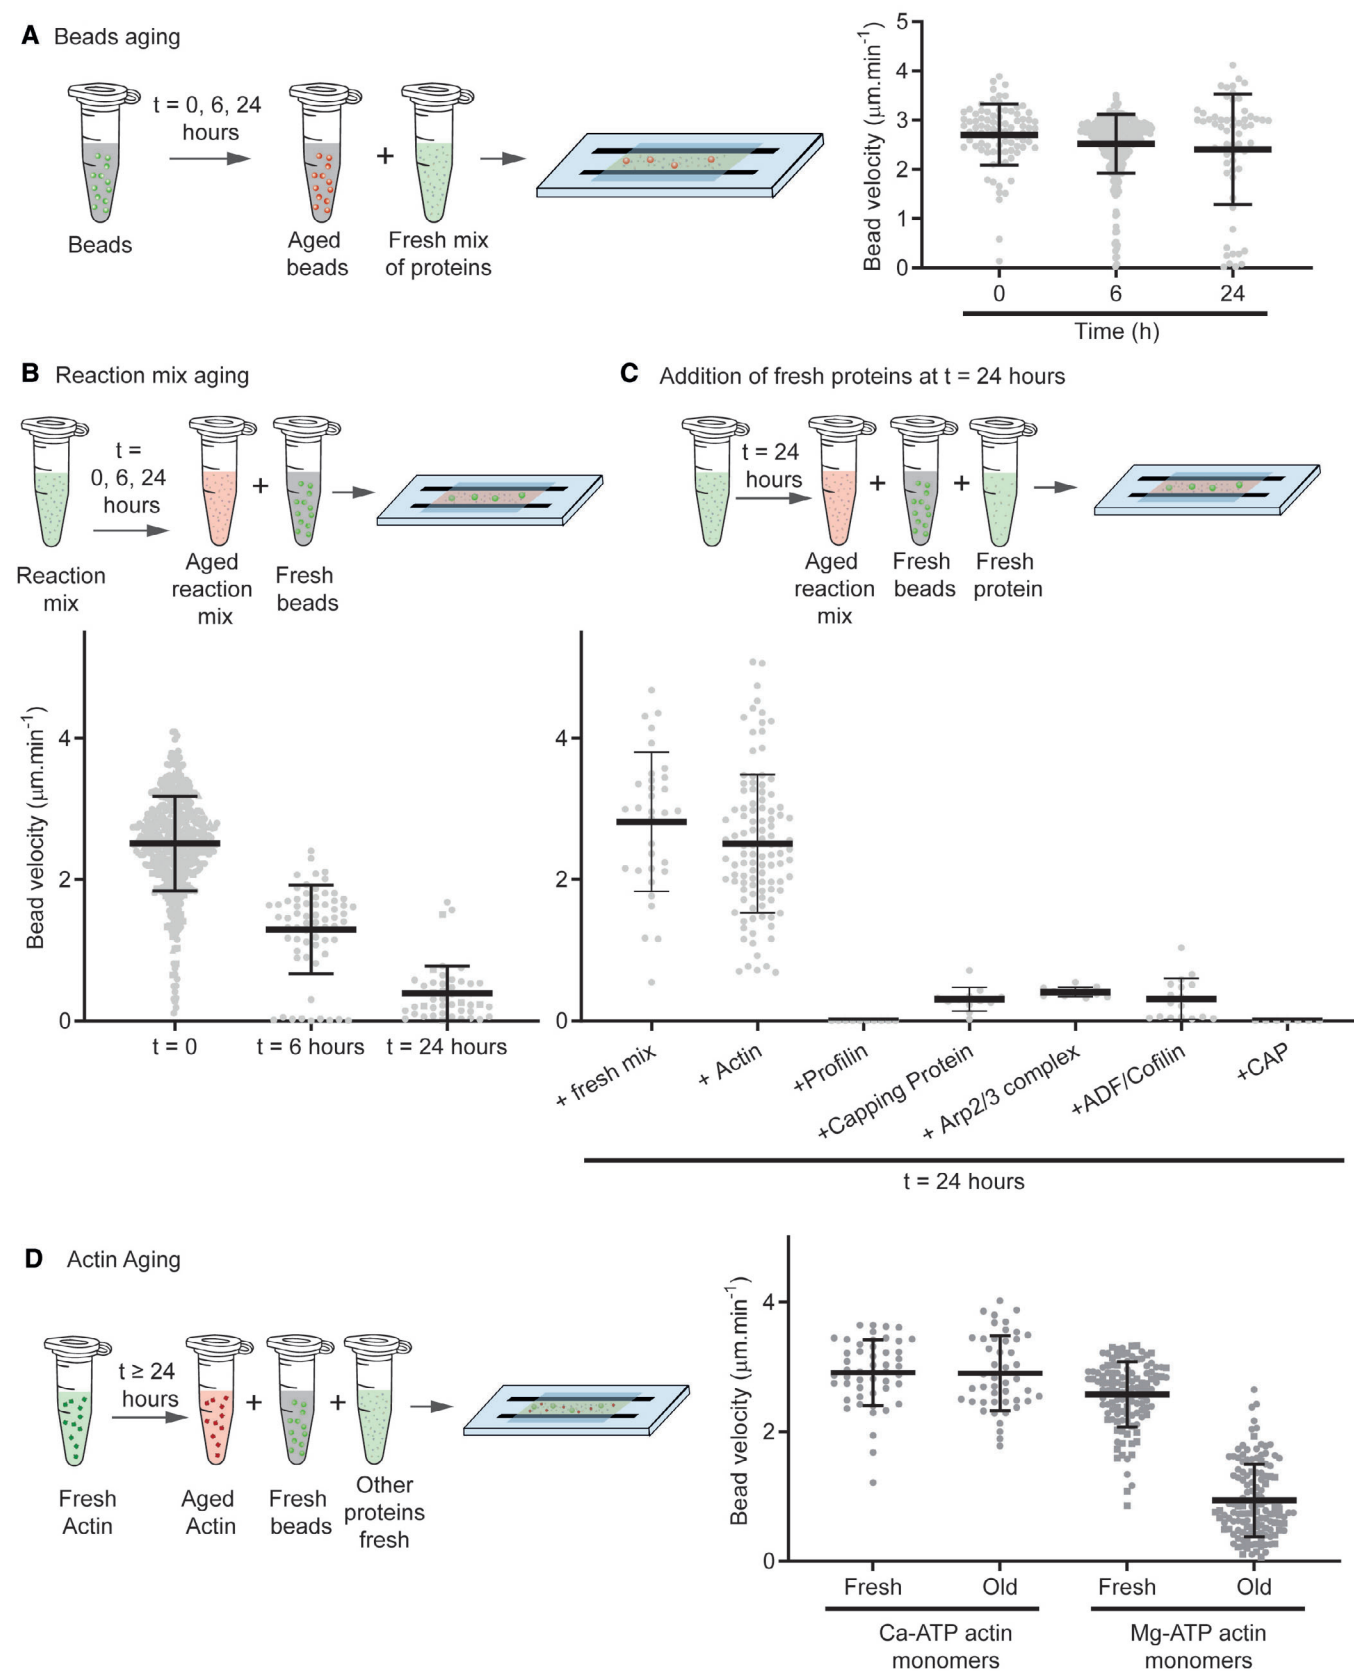 A Beads aging
t = 0, 6, 24
hours
+
Beads
Aged
beads
Fresh mix
of proteins
Bead velocity (µm.min⁻¹)
5
4
3
2
1
0
0 6 24
Time (h)
B Reaction mix aging
t =
0, 6, 24
hours
+
Reaction
mix
Aged
reaction
mix
Fresh
beads
Bead velocity (µm.min⁻¹)
4
2
0
t = 0 t = 6 hours t = 24 hours
C Addition of fresh proteins at t = 24 hours
t = 24
hours
+ +
Aged
reaction
mix
Fresh
beads
Fresh
protein
4
2
0
+ fresh mix
+ Actin
+Profilin
+Capping Protein
+ Arp2/3 complex
+ADF/Cofilin
+CAP
t = 24 hours
D Actin Aging
t ≥ 24
hours
+ +
Fresh
Actin
Aged
Actin
Fresh
beads
Other
proteins
fresh
Bead velocity (µm.min⁻¹)
4
2
0
Fresh Old Fresh Old
Ca-ATP actin
monomers
Mg-ATP actin
monomers